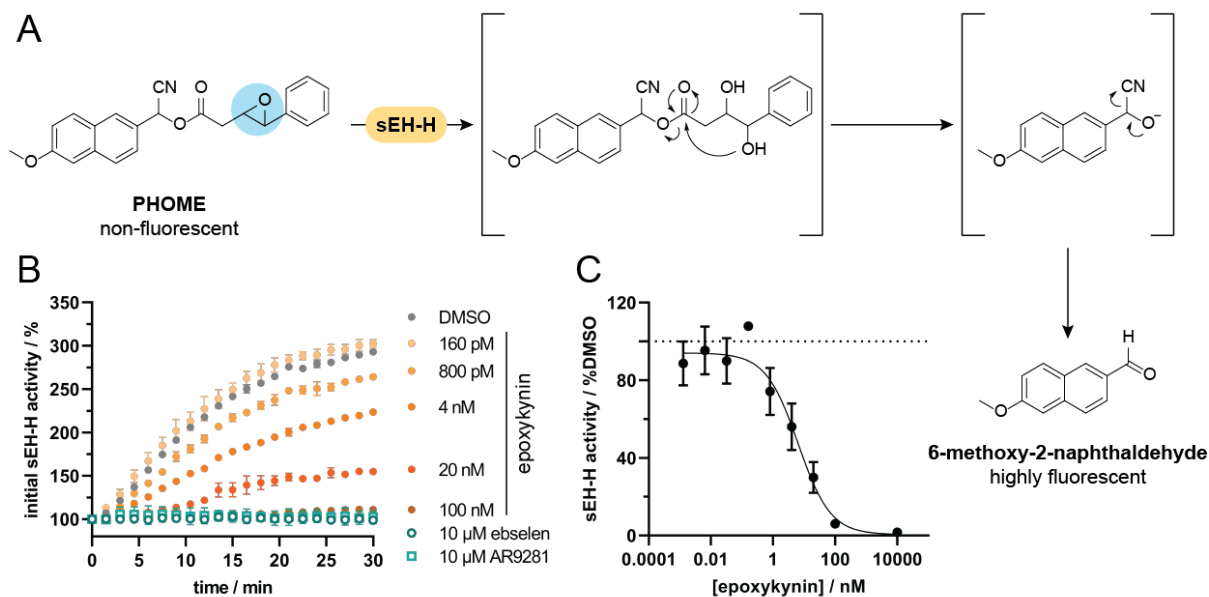 A
CN
O
O
O
O
PHOME
non-fluorescent
sEH-H
CN
O
O
O
OH
OH
CN
O−
O
B
initial sEH-H activity / %
350
300
250
200
150
100
0
5
10
15
20
25
30
time / min
DMSO
160 pM
800 pM
4 nM
20 nM
100 nM
10 µM ebselen
10 µM AR9281
epoxykynin
C
sEH-H activity / %DMSO
120
80
40
0
0.0001
0.01
1
100
10000
[epoxykynin] / nM
H
O
O
6-methoxy-2-naphthaldehyde
highly fluorescent